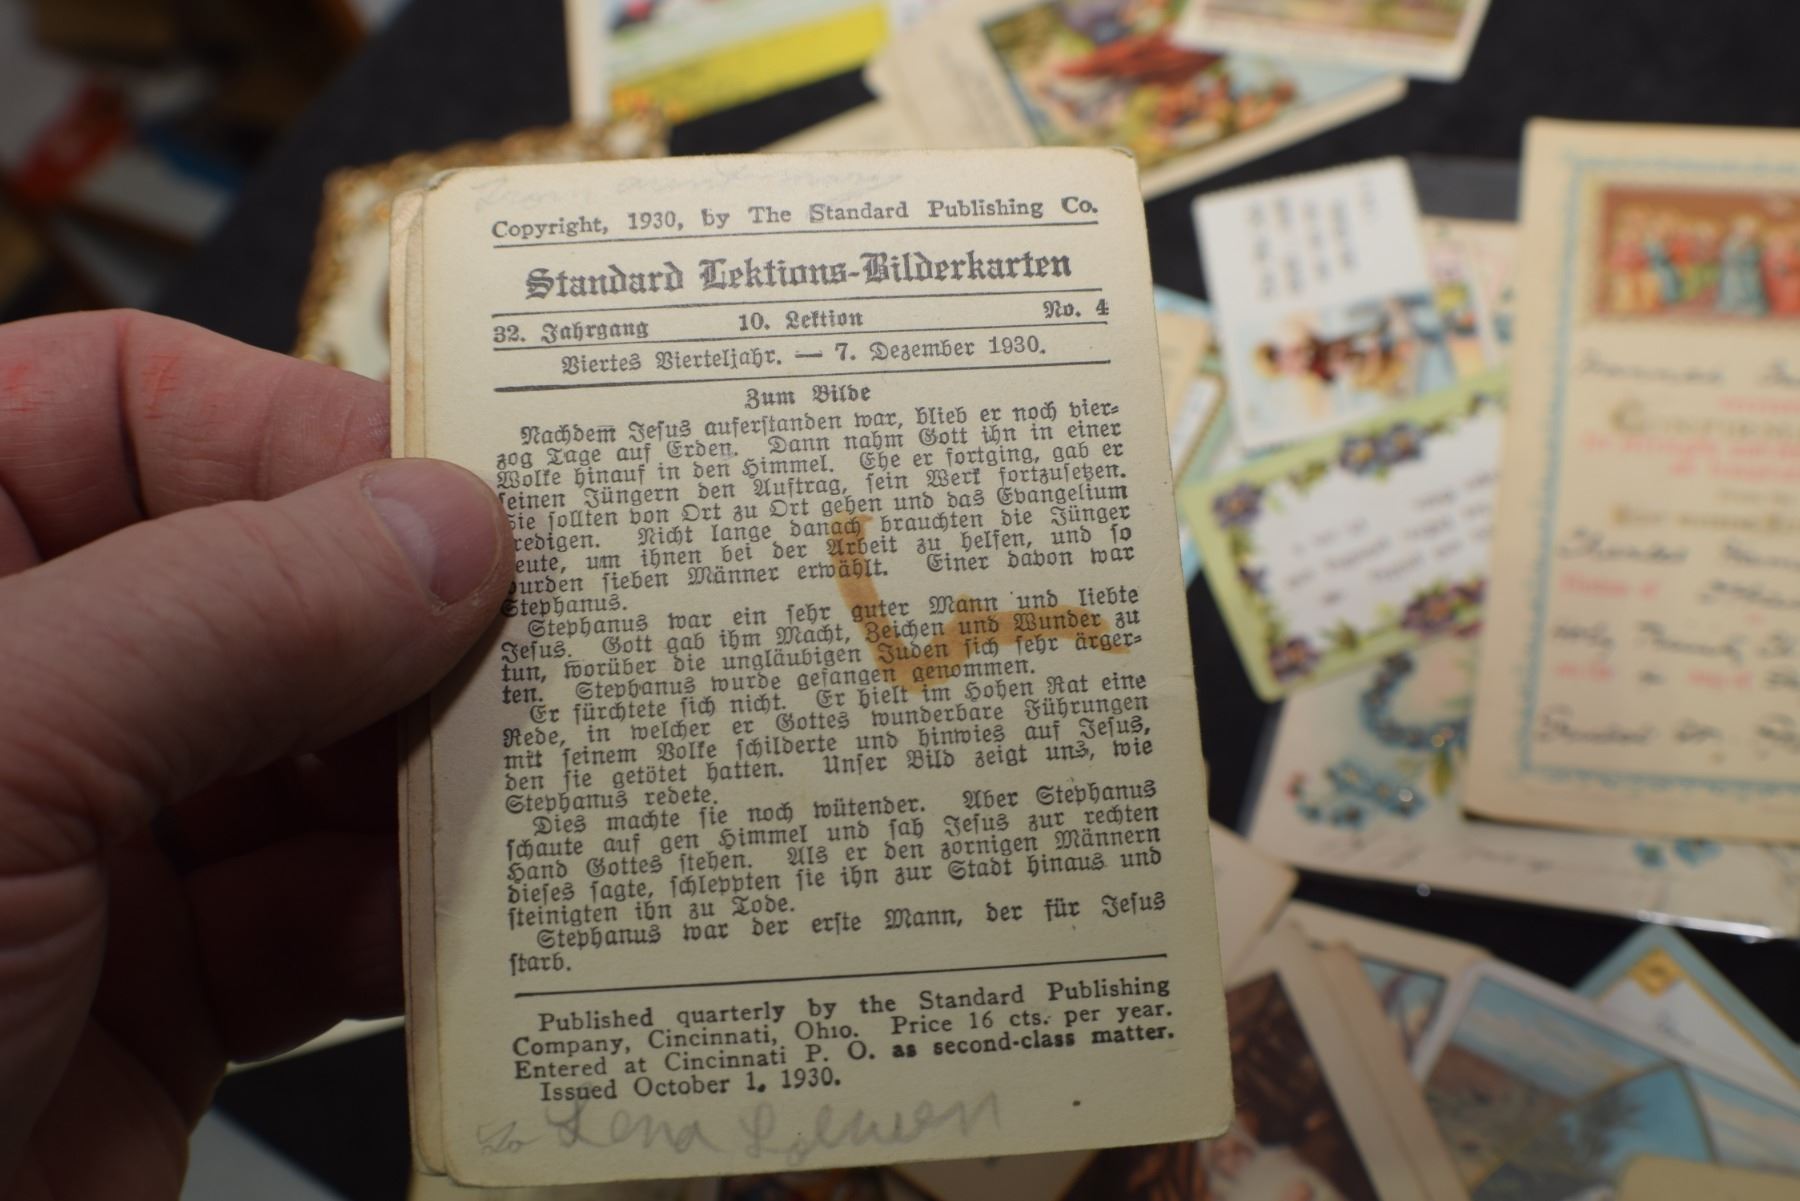 Copyright, 1930, by The Standard Publishing Co.
Standard Lektions-Bilderkarten
32. Jahrgang 10. Lektion No. 4
Viertes Vierteljahr. — 7. Dezember 1930.
Zum Bilde
Nachdem Jesus auferstanden war, blieb er noch vier-
zog Tage auf Erden. Dann nahm Gott ihn in einer
Wolke hinauf in den Himmel. Ehe er fortging, gab er
seinen Jüngern den Auftrag, sein Werk fortzusetzen.
Sie sollten von Ort zu Ort gehen und das Evangelium
redigen. Nicht lange danach brauchten die Jünger
eute, um ihnen bei der Arbeit zu helfen, und so
wurden sieben Männer erwählt. Einer davon war
Stephanus.
Stephanus war ein sehr guter Mann und liebte
Jesus. Gott gab ihm Macht, Zeichen und Wunder zu
tun, worüber die ungläubigen Juden sich sehr ärger-
ten. Stephanus wurde gefangen genommen.
Er fürchtete sich nicht. Er hielt im Hohen Rat eine
Rede, in welcher er Gottes wunderbare Führungen
mit seinem Volke schilderte und hinwies auf Jesus,
den sie getötet hatten. Unser Bild zeigt uns, wie
Stephanus redete.
Dies machte sie noch wütender. Aber Stephanus
schaute auf gen Himmel und sah Jesus zur rechten
Hand Gottes stehen. Als er den zornigen Männern
dieses sagte, schleppten sie ihn zur Stadt hinaus und
steinigten ihn zu Tode.
Stephanus war der erste Mann, der für Jesus
starb.
Published quarterly by the Standard Publishing
Company, Cincinnati, Ohio. Price 16 cts. per year.
Entered at Cincinnati P. O. as second-class matter.
Issued October 1, 1930.
To Lena